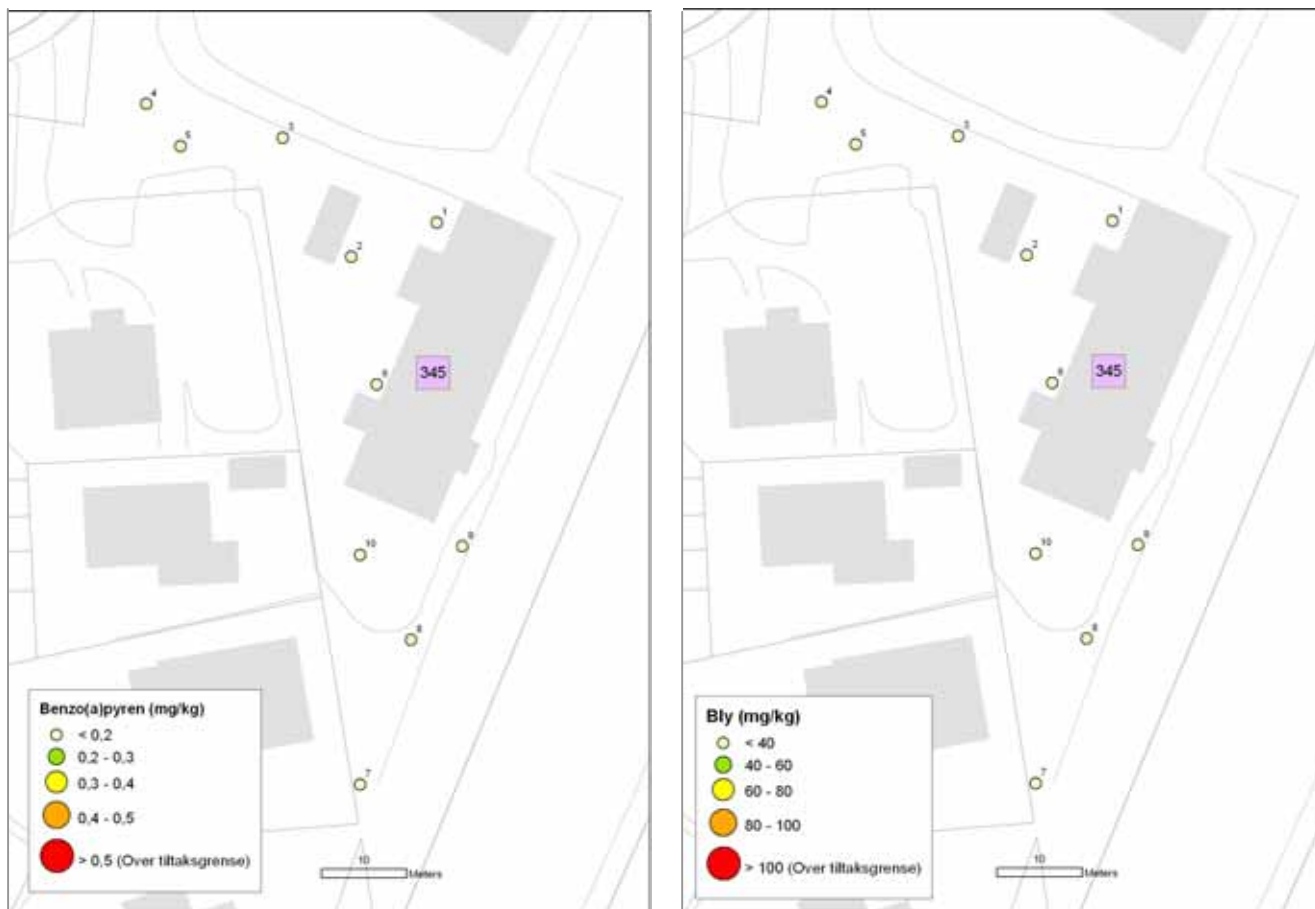 4
5
3
1
2
6
345
10
9
8
7
Benzo(a)pyren (mg/kg)
< 0,2
0,2 - 0,3
0,3 - 0,4
0,4 - 0,5
> 0,5 (Over tiltaksgrense)
10
Meters
4
5
3
1
2
6
345
10
9
8
7
Bly (mg/kg)
< 40
40 - 60
60 - 80
80 - 100
> 100 (Over tiltaksgrense)
10
Meters